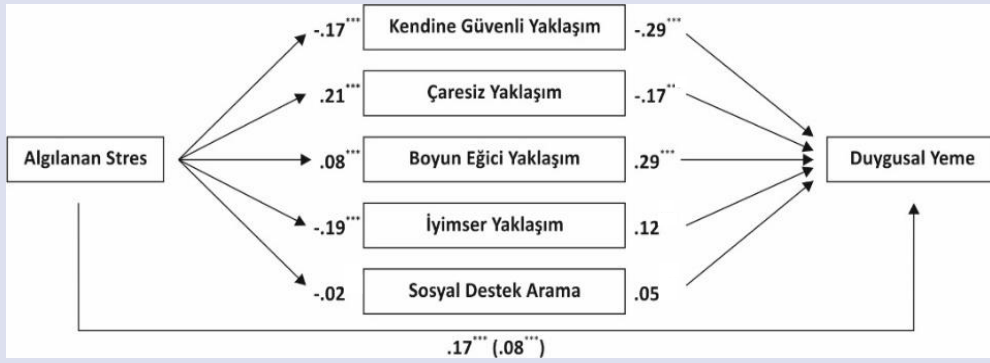 -.17*** Kendine Güvenli Yaklaşım -.29***
.21*** Çaresiz Yaklaşım -.17**
Algılanan Stres .08*** Boyun Eğici Yaklaşım .29*** Duygusal Yeme
-.19*** İyimser Yaklaşım .12
-.02 Sosyal Destek Arama .05
.17*** (.08***)